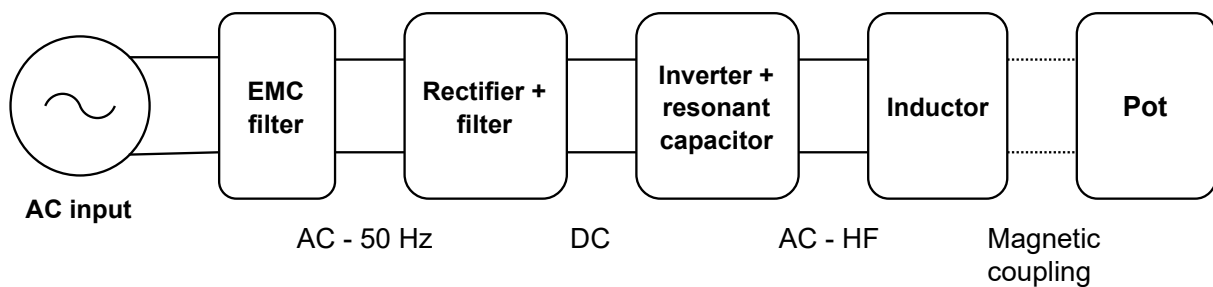 EMC
filter
Rectifier +
filter
Inverter +
resonant
capacitor
Inductor
Pot
AC input
AC - 50 Hz
DC
AC - HF
Magnetic
coupling